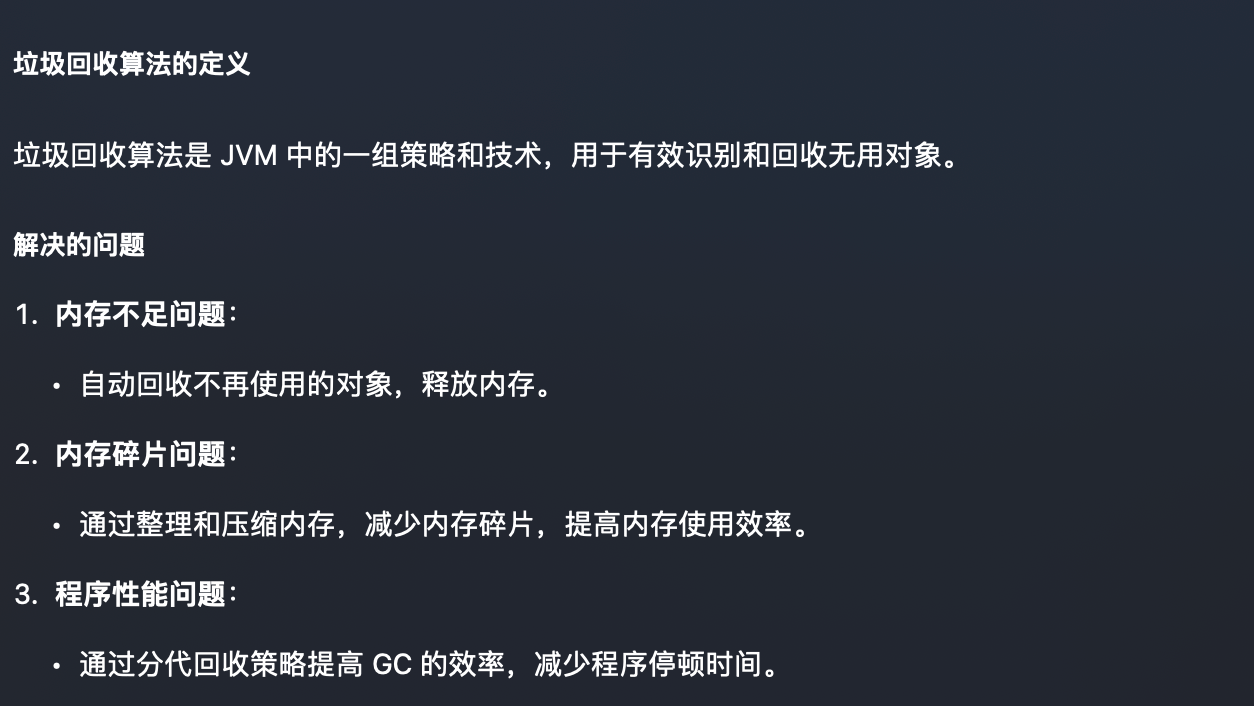 垃圾回收算法的定义
垃圾回收算法是 JVM 中的一组策略和技术，用于有效识别和回收无用对象。
解决的问题
1. 内存不足问题：
• 自动回收不再使用的对象，释放内存。
2. 内存碎片问题：
• 通过整理和压缩内存，减少内存碎片，提高内存使用效率。
3. 程序性能问题：
• 通过分代回收策略提高 GC 的效率，减少程序停顿时间。